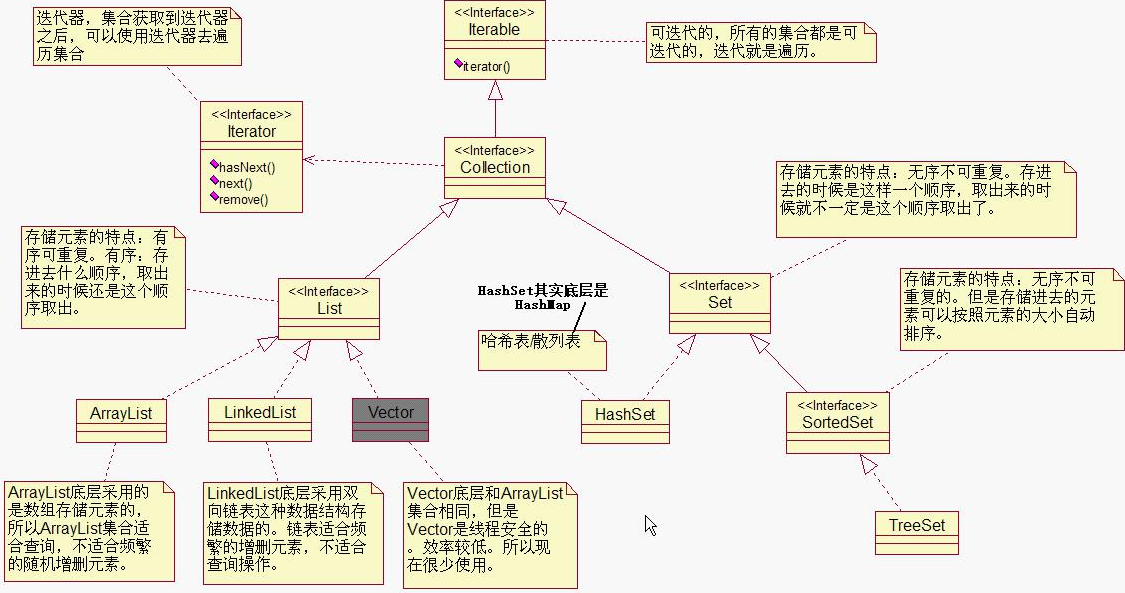 迭代器，集合获取到迭代器
之后，可以使用迭代器去遍
历集合
<<Interface>>
Iterable
iterator()
可迭代的，所有的集合都是可
迭代的，迭代就是遍历。
<<Interface>>
Iterator
hasNext()
next()
remove()
<<Interface>>
Collection
存储元素的特点：无序不可重复。存进
去的时候是这样一个顺序，取出来的时
候就不一定是这个顺序取出了。
存储元素的特点：有
序可重复。有序：存
进去什么顺序，取出
来的时候还是这个顺
序取出。
<<Interface>>
List
HashSet其实底层是
HashMap
哈希表/散列表
<<Interface>>
Set
存储元素的特点：无序不可
重复的。但是存储进去的元
素可以按照元素的大小自动
排序。
ArrayList
LinkedList
Vector
HashSet
<<Interface>>
SortedSet
ArrayList底层采用的
是数组存储元素的，
所以ArrayList集合适
合查询，不适合频繁
的随机增删元素。
LinkedList底层采用双
向链表这种数据结构存
储数据的。链表适合频
繁的增删元素，不适合
查询操作。
Vector底层和ArrayList
集合相同，但是
Vector是线程安全的
。效率较低。所以现
在很少使用。
TreeSet